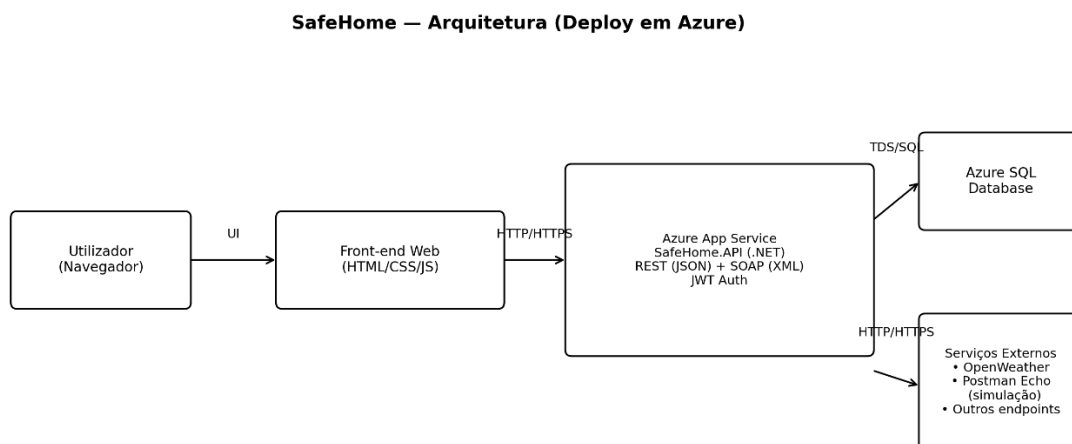 SafeHome — Arquitetura (Deploy em Azure)
Utilizador
(Navegador)
UI
Front-end Web
(HTML/CSS/JS)
HTTP/HTTPS
Azure App Service
SafeHome.API (.NET)
REST (JSON) + SOAP (XML)
JWT Auth
TDS/SQL
Azure SQL
Database
HTTP/HTTPS
Serviços Externos
• OpenWeather
• Postman Echo
(simulação)
• Outros endpoints